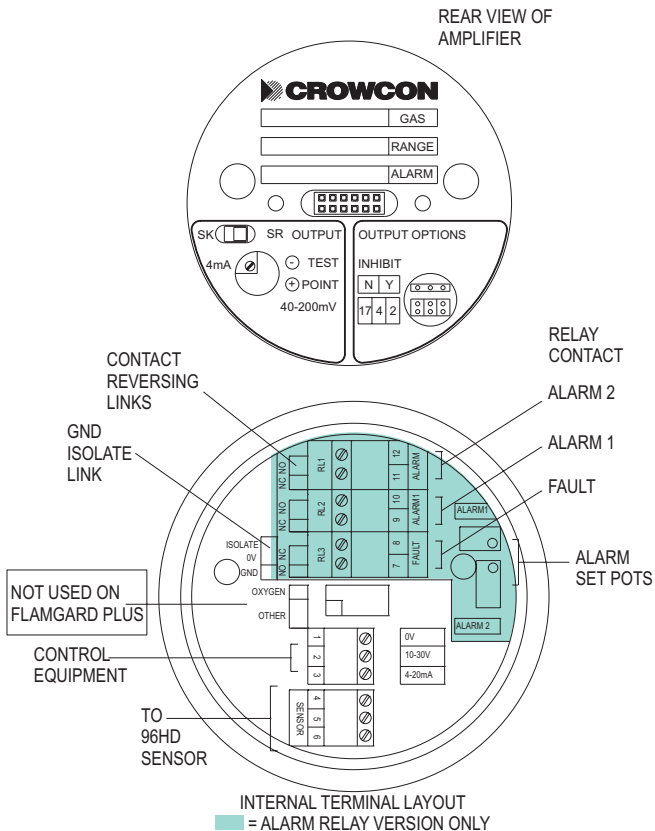 REAR VIEW OF
AMPLIFIER
CROWCON
GAS
RANGE
ALARM
SK SR OUTPUT
4mA
- TEST
+ POINT
40-200mV
OUTPUT OPTIONS
INHIBIT
N Y
17 4 2
RELAY
CONTACT
ALARM 2
ALARM 1
FAULT
ALARM
SET POTS
CONTACT
REVERSING
LINKS
GND
ISOLATE
LINK
NC NO
RL1
12
11
ALARM
NC NO
RL2
10
9
ALARM1
ALARM1
ISOLATE
0V
GND
NO NC
RL3
8
7
FAULT
NOT USED ON
FLAMGARD PLUS
OXYGEN
OTHER
ALARM 2
CONTROL
EQUIPMENT
1
2
3
0V
10-30V
4-20mA
TO
96HD
SENSOR
SENSOR
4
5
6
INTERNAL TERMINAL LAYOUT
= ALARM RELAY VERSION ONLY